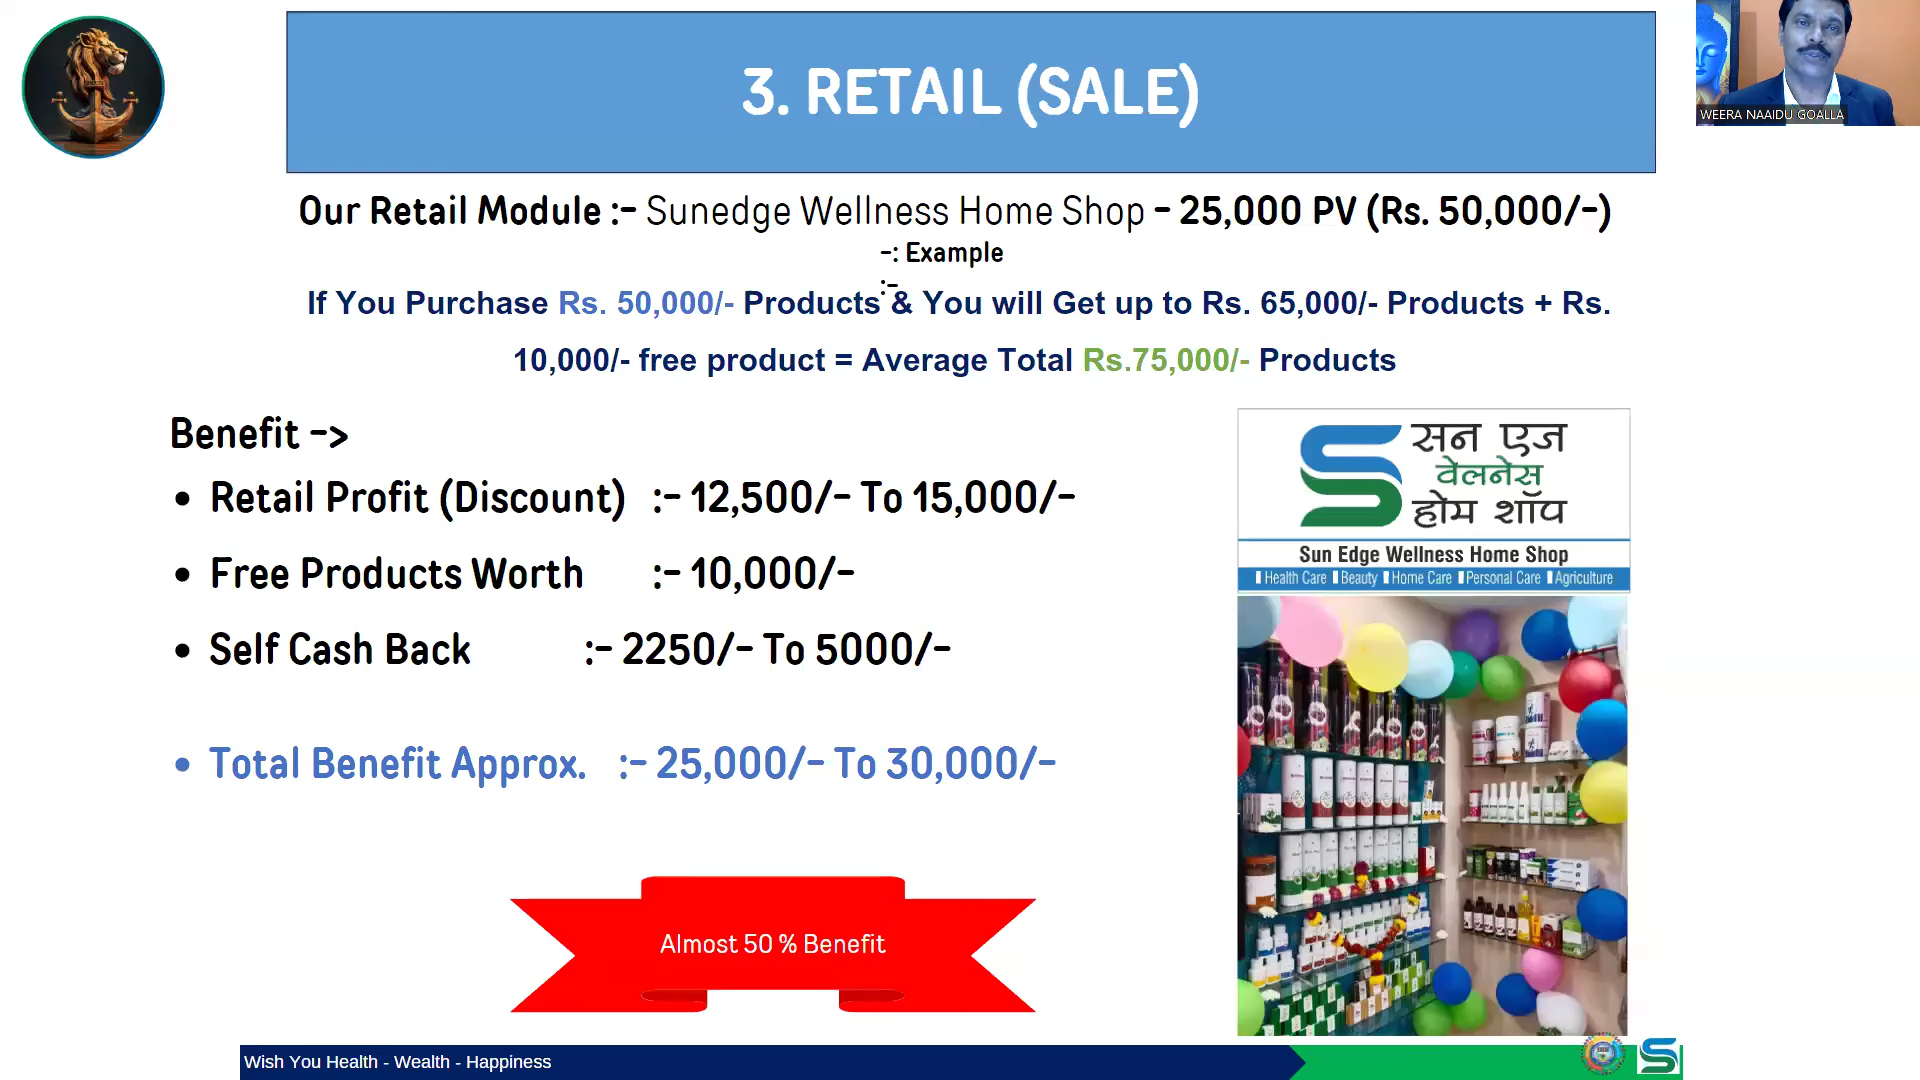 3. RETAIL (SALE)
WEERA NAAIDU GOALLA
Our Retail Module :- Sunedge Wellness Home Shop - 25,000 PV (Rs. 50,000/-)
-: Example
:-
If You Purchase Rs. 50,000/- Products & You will Get up to Rs. 65,000/- Products + Rs.
10,000/- free product = Average Total Rs.75,000/- Products
Benefit ->
• Retail Profit (Discount) :- 12,500/- To 15,000/-
• Free Products Worth :- 10,000/-
• Self Cash Back :- 2250/- To 5000/-
• Total Benefit Approx. :- 25,000/- To 30,000/-
Almost 50 % Benefit
सन एज
वेलनेस
होम शॉप
Sun Edge Wellness Home Shop
Health Care Beauty Home Care Personal Care Agriculture
Wish You Health - Wealth - Happiness